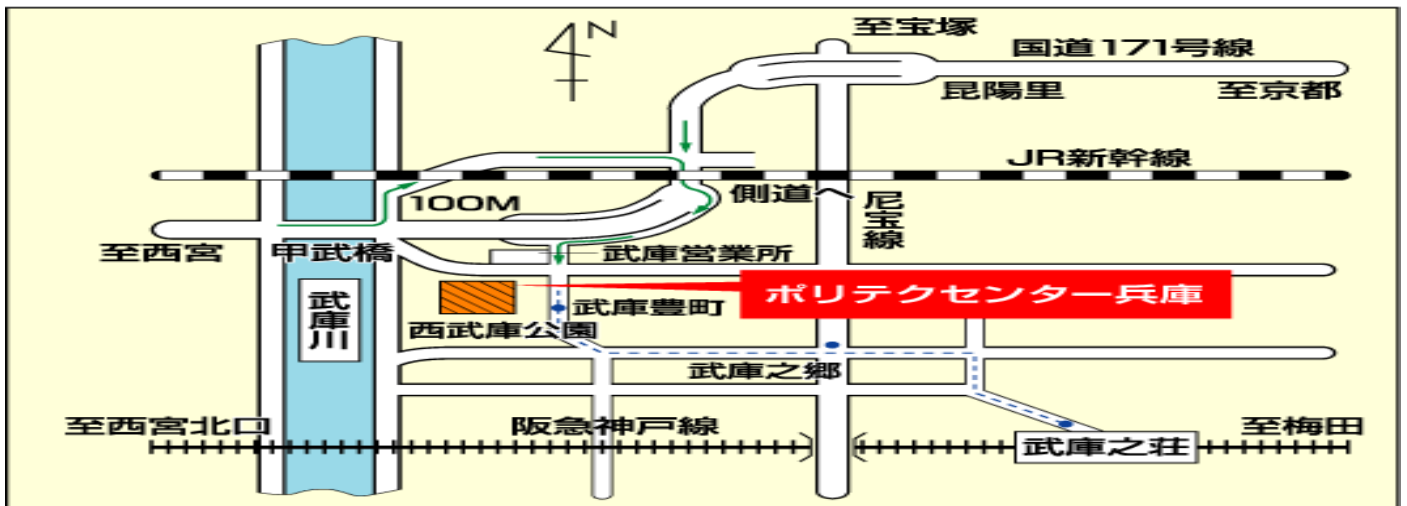 N
至宝塚
国道171号線
昆陽里
至京都
JR新幹線
100M
側道へ
尼宝線
至西宮
甲武橋
武庫営業所
ポリテクセンター兵庫
武庫川
武庫豊町
西武庫公園
武庫之郷
至西宮北口
阪急神戸線
至梅田
武庫之荘